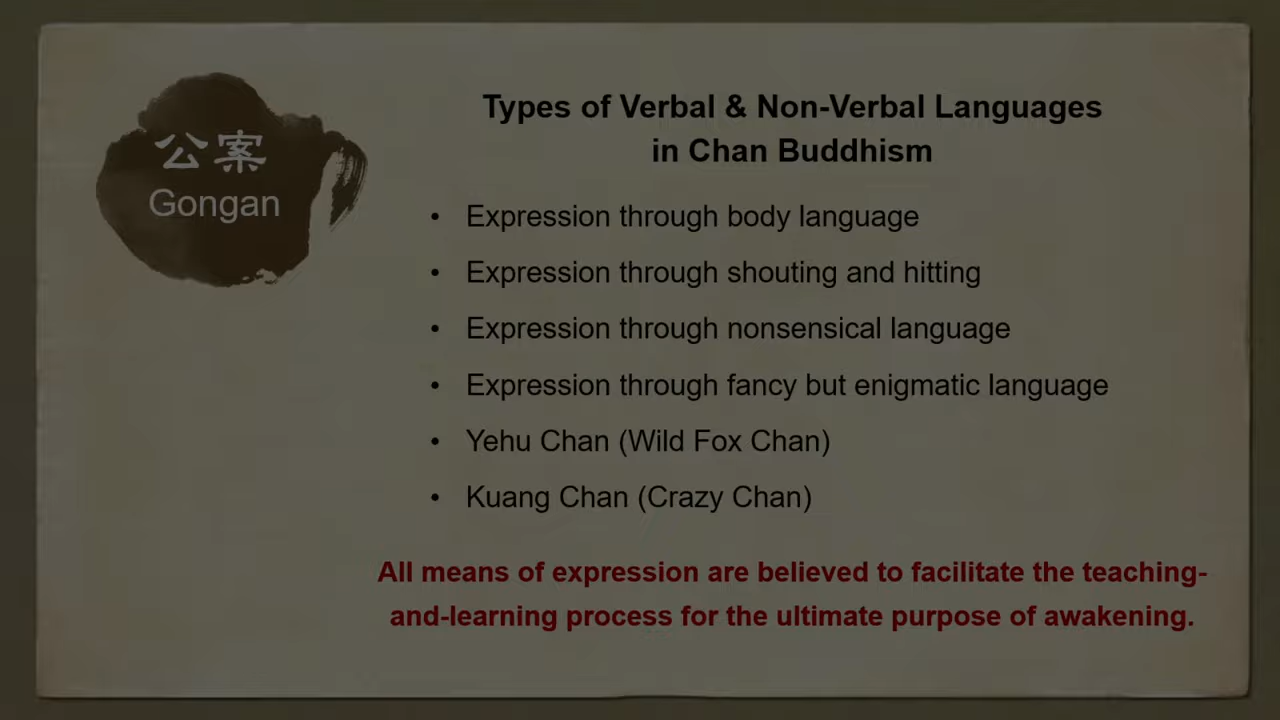 公案
Gongan
Types of Verbal & Non-Verbal Languages
in Chan Buddhism
• Expression through body language
• Expression through shouting and hitting
• Expression through nonsensical language
• Expression through fancy but enigmatic language
• Yehu Chan (Wild Fox Chan)
• Kuang Chan (Crazy Chan)
All means of expression are believed to facilitate the teaching-
and-learning process for the ultimate purpose of awakening.